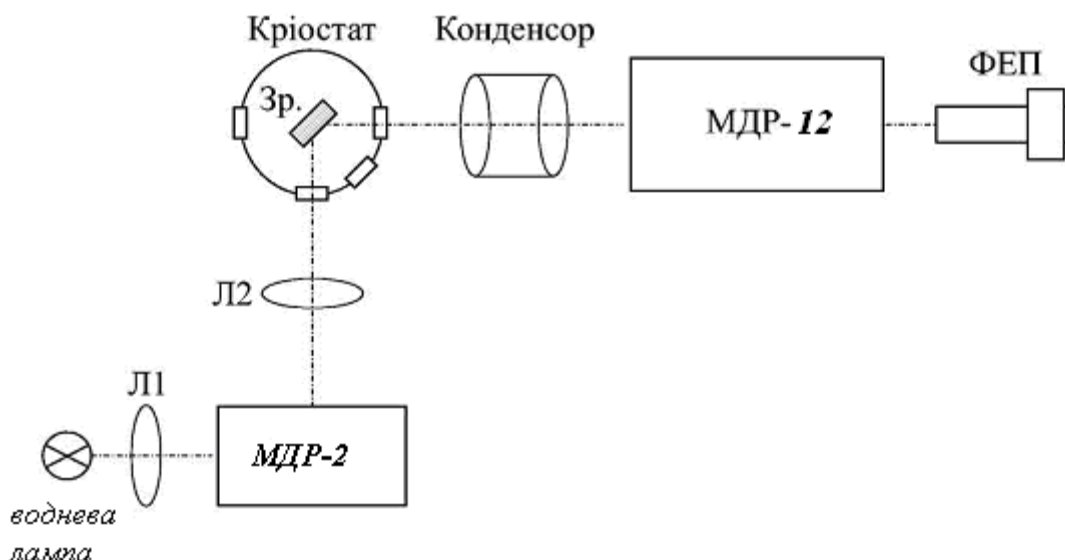 Кріостат
Конденсор
ФЕП
Зр.
МДР-12
Л2
Л1
МДР-2
воднева
лампа